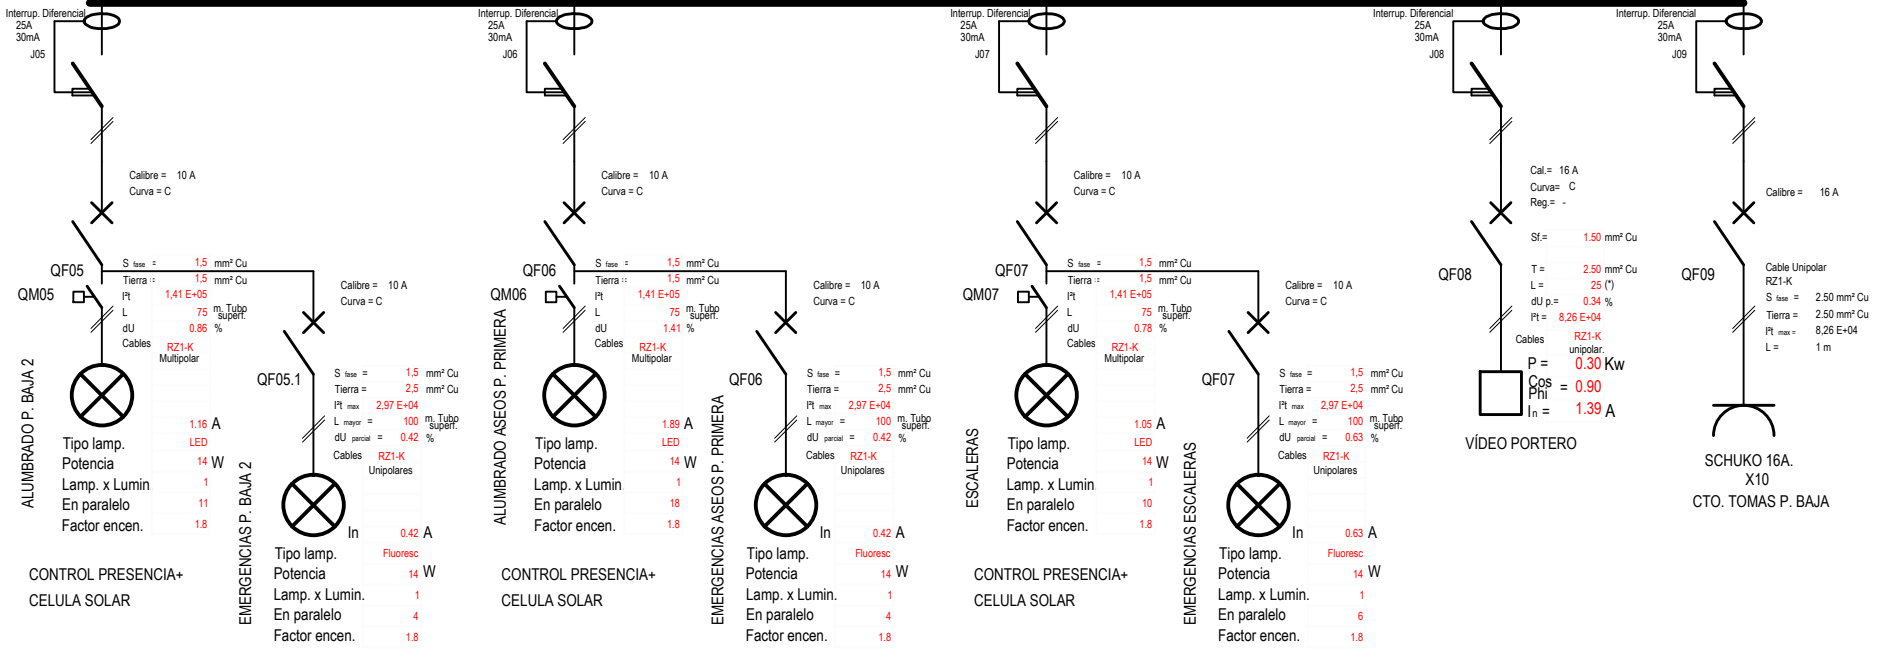 Interrup. Diferencial
25A
30mA
J05
Calibre = 10 A
Curva = C
QF05
QM05
S fase = 1,5 mm² Cu
Tierra := 1,5 mm² Cu
I²t 1,41 E+05
L 75 m. Tubo superf.
dU 0.86 %
Cables RZ1-K
Multipolar
ALUMBRADO P. BAJA 2
1.16 A
Tipo lamp. LED
Potencia 14 W
Lamp. x Lumin 1
En paralelo 11
Factor encen. 1.8
CONTROL PRESENCIA+
CELULA SOLAR
Calibre = 10 A
Curva = C
QF05.1
S fase = 1,5 mm² Cu
Tierra = 2,5 mm² Cu
I²t max 2,97 E+04
L mayor = 100 m. Tubo superf.
dU parcial = 0.42 %
Cables RZ1-K
Unipolares
EMERGENCIAS P. BAJA 2
In 0.42 A
Tipo lamp. Fluoresc
Potencia 14 W
Lamp. x Lumin. 1
En paralelo 4
Factor encen. 1.8
Interrup. Diferencial
25A
30mA
J06
Calibre = 10 A
Curva = C
QF06
QM06
S fase = 1,5 mm² Cu
Tierra := 1,5 mm² Cu
I²t 1,41 E+05
L 75 m. Tubo superf.
dU 1.41 %
Cables RZ1-K
Multipolar
ALUMBRADO ASEOS P. PRIMERA
1.89 A
Tipo lamp. LED
Potencia 14 W
Lamp. x Lumin 1
En paralelo 18
Factor encen. 1.8
CONTROL PRESENCIA+
CELULA SOLAR
Calibre = 10 A
Curva = C
QF06
S fase = 1,5 mm² Cu
Tierra = 2,5 mm² Cu
I²t max 2,97 E+04
L mayor = 100 m. Tubo superf.
dU parcial = 0.42 %
Cables RZ1-K
Unipolares
EMERGENCIAS ASEOS P. PRIMERA
In 0.42 A
Tipo lamp. Fluoresc
Potencia 14 W
Lamp. x Lumin. 1
En paralelo 4
Factor encen. 1.8
Interrup. Diferencial
25A
30mA
J07
Calibre = 10 A
Curva = C
QF07
QM07
S fase = 1,5 mm² Cu
Tierra := 1,5 mm² Cu
I²t 1,41 E+05
L 75 m. Tubo superf.
dU 0.78 %
Cables RZ1-K
Multipolar
ESCALERAS
1.05 A
Tipo lamp. LED
Potencia 14 W
Lamp. x Lumin 1
En paralelo 10
Factor encen. 1.8
CONTROL PRESENCIA+
CELULA SOLAR
Calibre = 10 A
Curva = C
QF07
S fase = 1,5 mm² Cu
Tierra = 2,5 mm² Cu
I²t max 2,97 E+04
L mayor = 100 m. Tubo superf.
dU parcial = 0.63 %
Cables RZ1-K
Unipolares
EMERGENCIAS ESCALERAS
In 0.63 A
Tipo lamp. Fluoresc
Potencia 14 W
Lamp. x Lumin. 1
En paralelo 6
Factor encen. 1.8
Interrup. Diferencial
25A
30mA
J08
Cal.= 16 A
Curva= C
Reg.= -
QF08
Sf.= 1.50 mm² Cu
T = 2.50 mm² Cu
L = 25 (*)
dU p.= 0.34 %
I²t = 8,26 E+04
Cables RZ1-K
unipolar.
P = 0.30 Kw
Cos Phi = 0.90
In = 1.39 A
VÍDEO PORTERO
Interrup. Diferencial
25A
30mA
J09
Calibre = 16 A
QF09
Cable Unipolar
RZ1-K
S fase = 2.50 mm² Cu
Tierra = 2.50 mm² Cu
I²t max = 8,26 E+04
L = 1 m
SCHUKO 16A.
X10
CTO. TOMAS P. BAJA